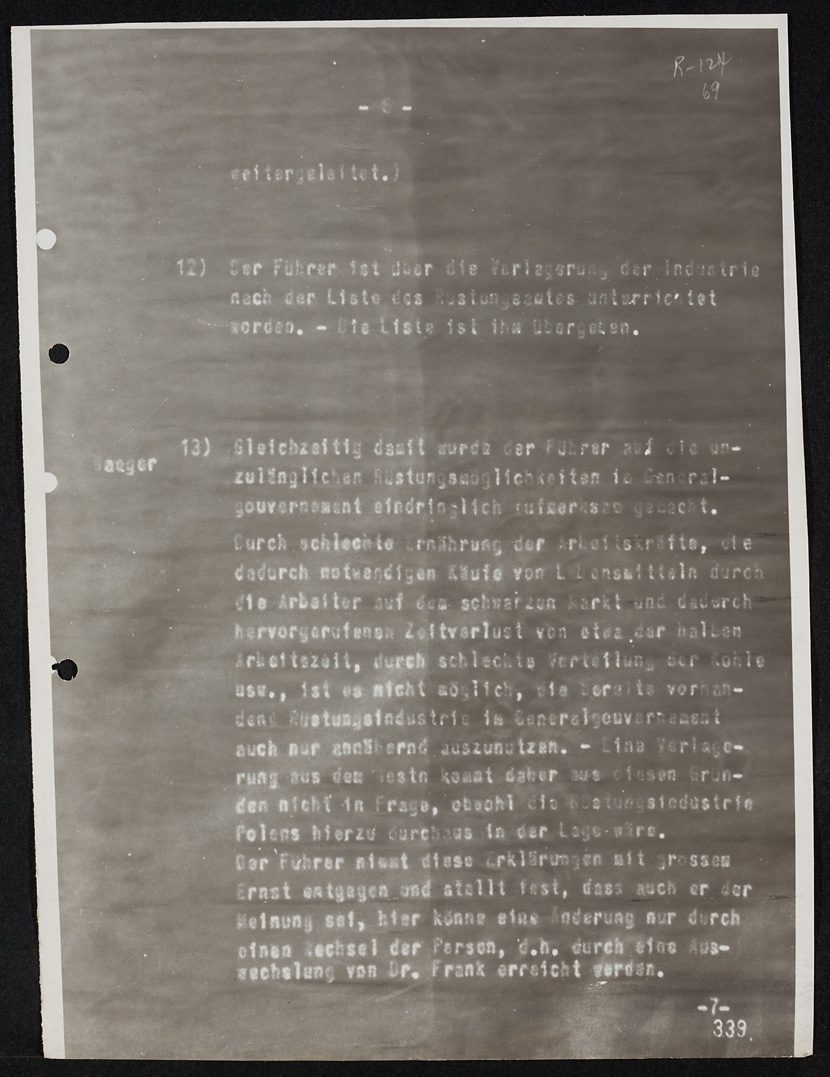 R-124
69
- 6 -
weitergeleitet.)
12) Der Führer ist über die Verlagerung der Industrie
nach der Liste des Rüstungsamtes unterrichtet
worden. - Die Liste ist ihm übergeben.
13) Gleichzeitig damit wurde der Führer auf die un-
Waeger
zulänglichen Rüstungsmöglichkeiten im General-
gouvernement eindringlich aufmerksam gemacht.
Durch schlechte Ernährung der Arbeitskräfte, die
dadurch notwendigen Käufe von Lebensmitteln durch
die Arbeiter auf dem schwarzen Markt und dadurch
hervorgerufenen Zeitverlust von etwa der halben
Arbeitszeit, durch schlechte Verteilung der Kohle
usw., ist es nicht möglich, die bereits vorhan-
dene Rüstungsindustrie im Generalgouvernement
auch nur annähernd auszunutzen. - Eine Verlage-
rung aus dem Westn kommt daher aus diesen Grün-
den nicht in Frage, obwohl die Rüstungsindustrie
Polens hierzu durchaus in der Lage wäre.
Der Führer nimmt diese Erklärungen mit grossem
Ernst entgegen und stellt fest, dass auch er der
Meinung sei, hier könne eine Änderung nur durch
einen Wechsel der Person, d.h. durch eine Aus-
wechslung von Dr. Frank erreicht werden.
-7-
339